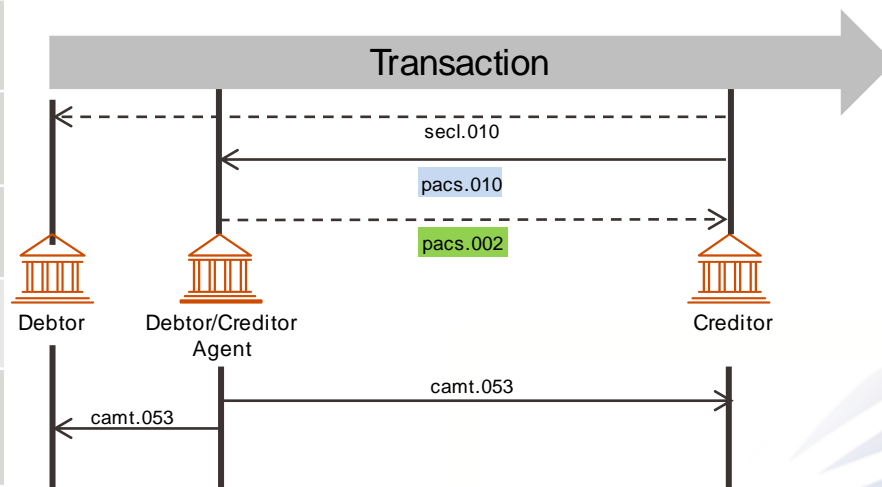 Transaction
secl.010
pacs.010
pacs.002
Debtor
Debtor/Creditor
Agent
Creditor
camt.053
camt.053